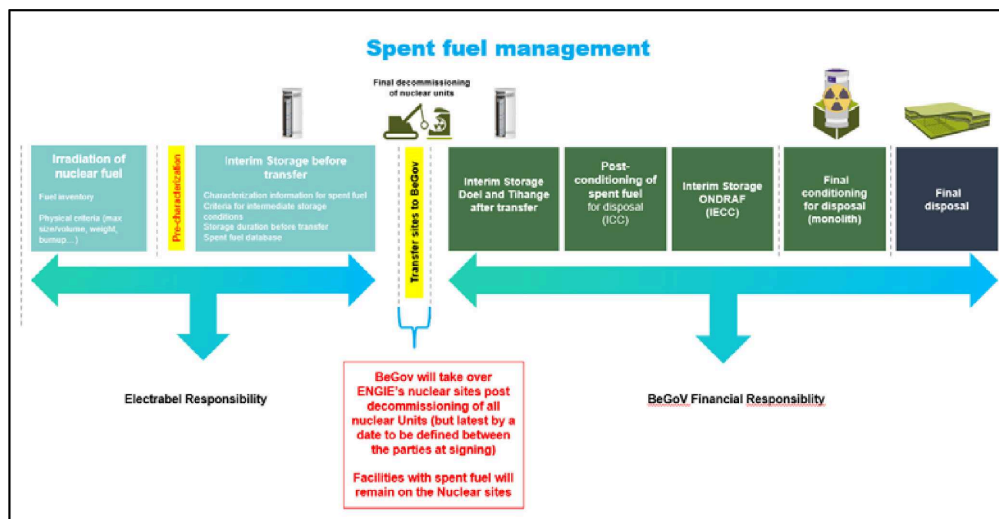 Spent fuel management
Final decommissioning
of nuclear units
Irradiation of
nuclear fuel
Fuel inventory
Physical criteria (max
size/volume, weight,
burnup…)
Pre-characterization
Interim Storage before
transfer
Characterization information for spent fuel
Criteria for intermediate storage
conditions
Storage duration before transfer
Spent fuel database
Transfer sites to BeGov
Interim Storage
Doel and Tihange
after transfer
Post-
conditioning of
spent fuel
for disposal
(ICC)
Interim Storage
ONDRAF
(IECC)
Final
conditioning
for disposal
(monolith)
Final
disposal
Electrabel Responsibility
BeGov will take over
ENGIE's nuclear sites post
decommissioning of all
nuclear Units (but latest by a
date to be defined between
the parties at signing)
Facilities with spent fuel will
remain on the Nuclear sites
BeGoV Financial Responsiblity